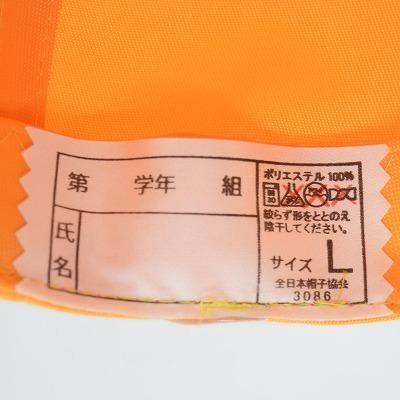 第 学年 組
氏名
ポリエステル 100%
絞らず形をととのえ
陰干してください。
サイズ L
全日本帽子協会
3086